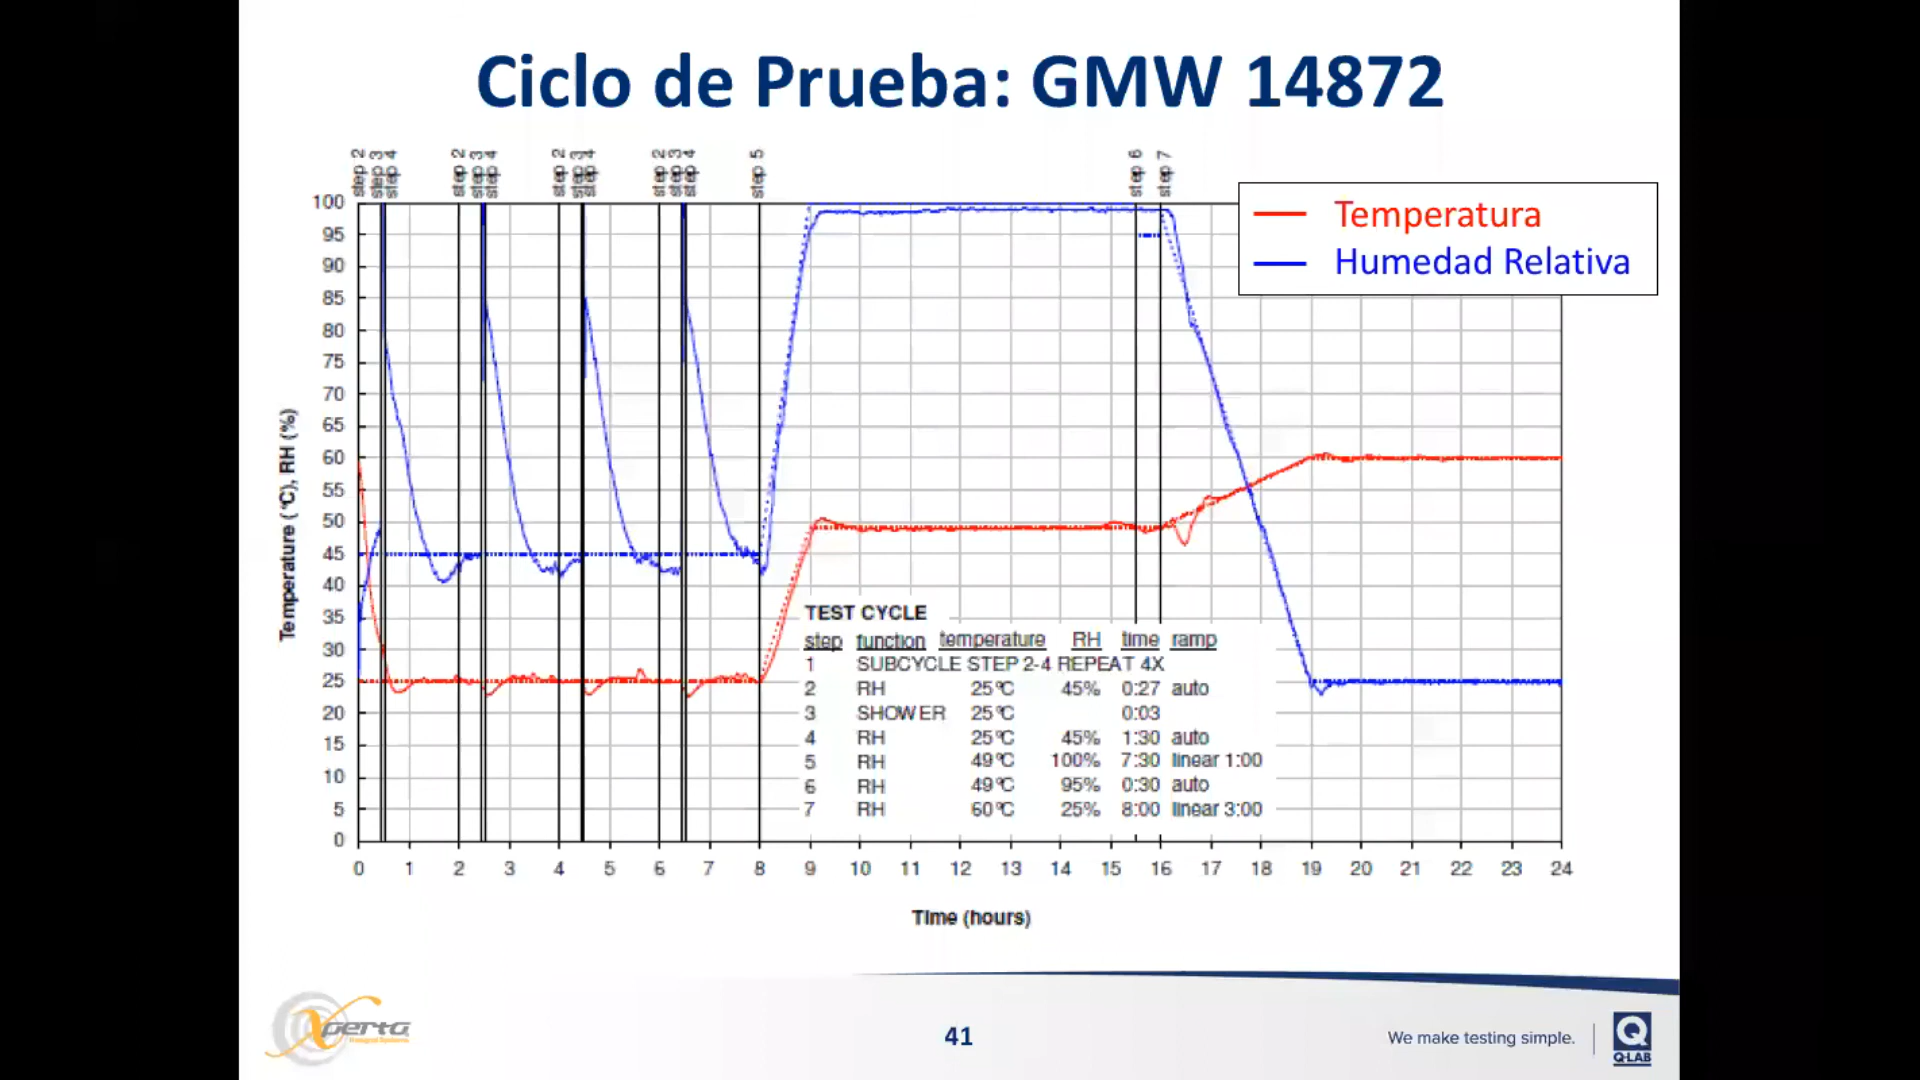 Ciclo de Prueba: GMW 14872
step 2 step 3 step 4 step 2 step 3 step 4 step 2 step 3 step 4 step 2 step 3 step 4 step 5 step 6 step 7
Temperatura
Humedad Relativa
100
95
90
85
80
75
70
65
60
55
50
45
40
35
30
25
20
15
10
5
0
Temperature (°C), RH (%)
TEST CYCLE
step function temperature RH time ramp
1 SUBCYCLE STEP 2-4 REPEAT 4X
2 RH 25°C 45% 0:27 auto
3 SHOWER 25°C 0:03
4 RH 25°C 45% 1:30 auto
5 RH 49°C 100% 7:30 linear 1:00
6 RH 49°C 95% 0:30 auto
7 RH 60°C 25% 8:00 linear 3:00
0 1 2 3 4 5 6 7 8 9 10 11 12 13 14 15 16 17 18 19 20 21 22 23 24
Time (hours)
Xperta
41
We make testing simple.
Q
Q-LAB